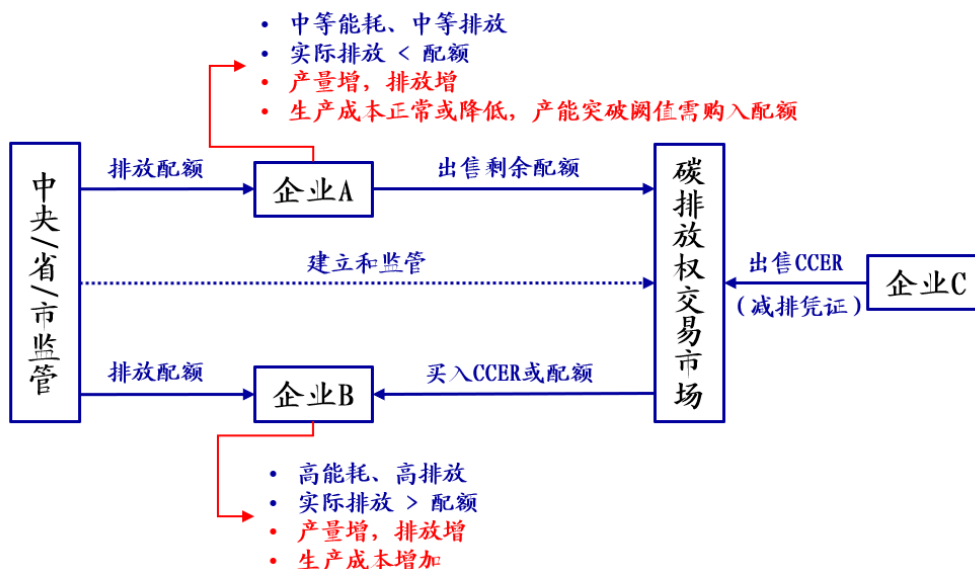 • 中等能耗、中等排放
• 实际排放 < 配额
• 产量增，排放增
• 生产成本正常或降低，产能突破阈值需购入配额
中央/省/市监管
排放配额
企业A
出售剩余配额
碳排放权交易市场
建立和监管
出售CCER
（减排凭证）
企业C
排放配额
企业B
买入CCER或配额
• 高能耗、高排放
• 实际排放 > 配额
• 产量增，排放增
• 生产成本增加